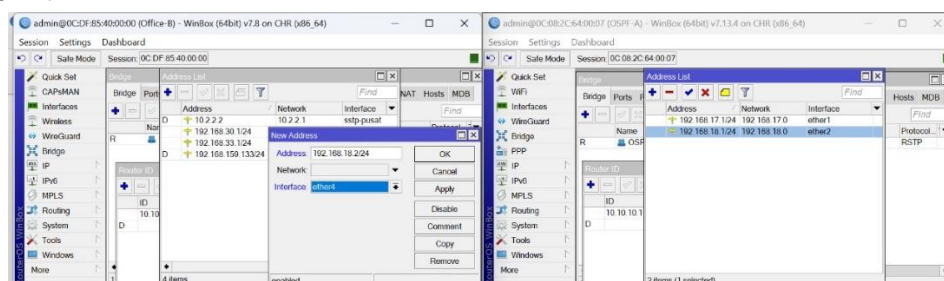 admin@0C:DF:85:40:00:00 (Office-B) - WinBox (64bit) v7.8 on CHR (x86_64)
Session Settings Dashboard
Safe Mode Session: 0C:DF:85:40:00:00
Quick Set
CAPsMAN
Interfaces
Wireless
WireGuard
Bridge
PPP
IP
IPv6
MPLS
Routing
System
Tools
Windows
More
RouterOS WinBox
Bridge
Bridge Ports
NAT Hosts MDB
R
Router ID
ID
10.10
D
Address List
Find
Address Network Interface
D 10.2.2.2 10.2.2.1 sstp-pusat
192.168.30.1/24
192.168.33.1/24
D 192.168.159.133/24
4 items
New Address
Address: 192.168.18.2/24
Network:
Interface: ether4
OK
Cancel
Apply
Disable
Comment
Copy
Remove
enabled
admin@0C:08:2C:64:00:07 (OSPF-A) - WinBox (64bit) v7.13.4 on CHR (x86_64)
Session Settings Dashboard
Safe Mode Session: 0C:08:2C:64:00:07
Quick Set
WiFi
Interfaces
WireGuard
Bridge
PPP
IP
IPv6
MPLS
Routing
System
Tools
Windows
More
RouterOS WinBox
Bridge
Bridge Ports
Hosts MDB
Find
Name
R
RSTP
Router ID
ID
10.10.10.1
D
Address List
Find
Address Network Interface
192.168.17.1/24 192.168.17.0 ether1
192.168.18.1/24 192.168.18.0 ether2
2 items (1 selected)